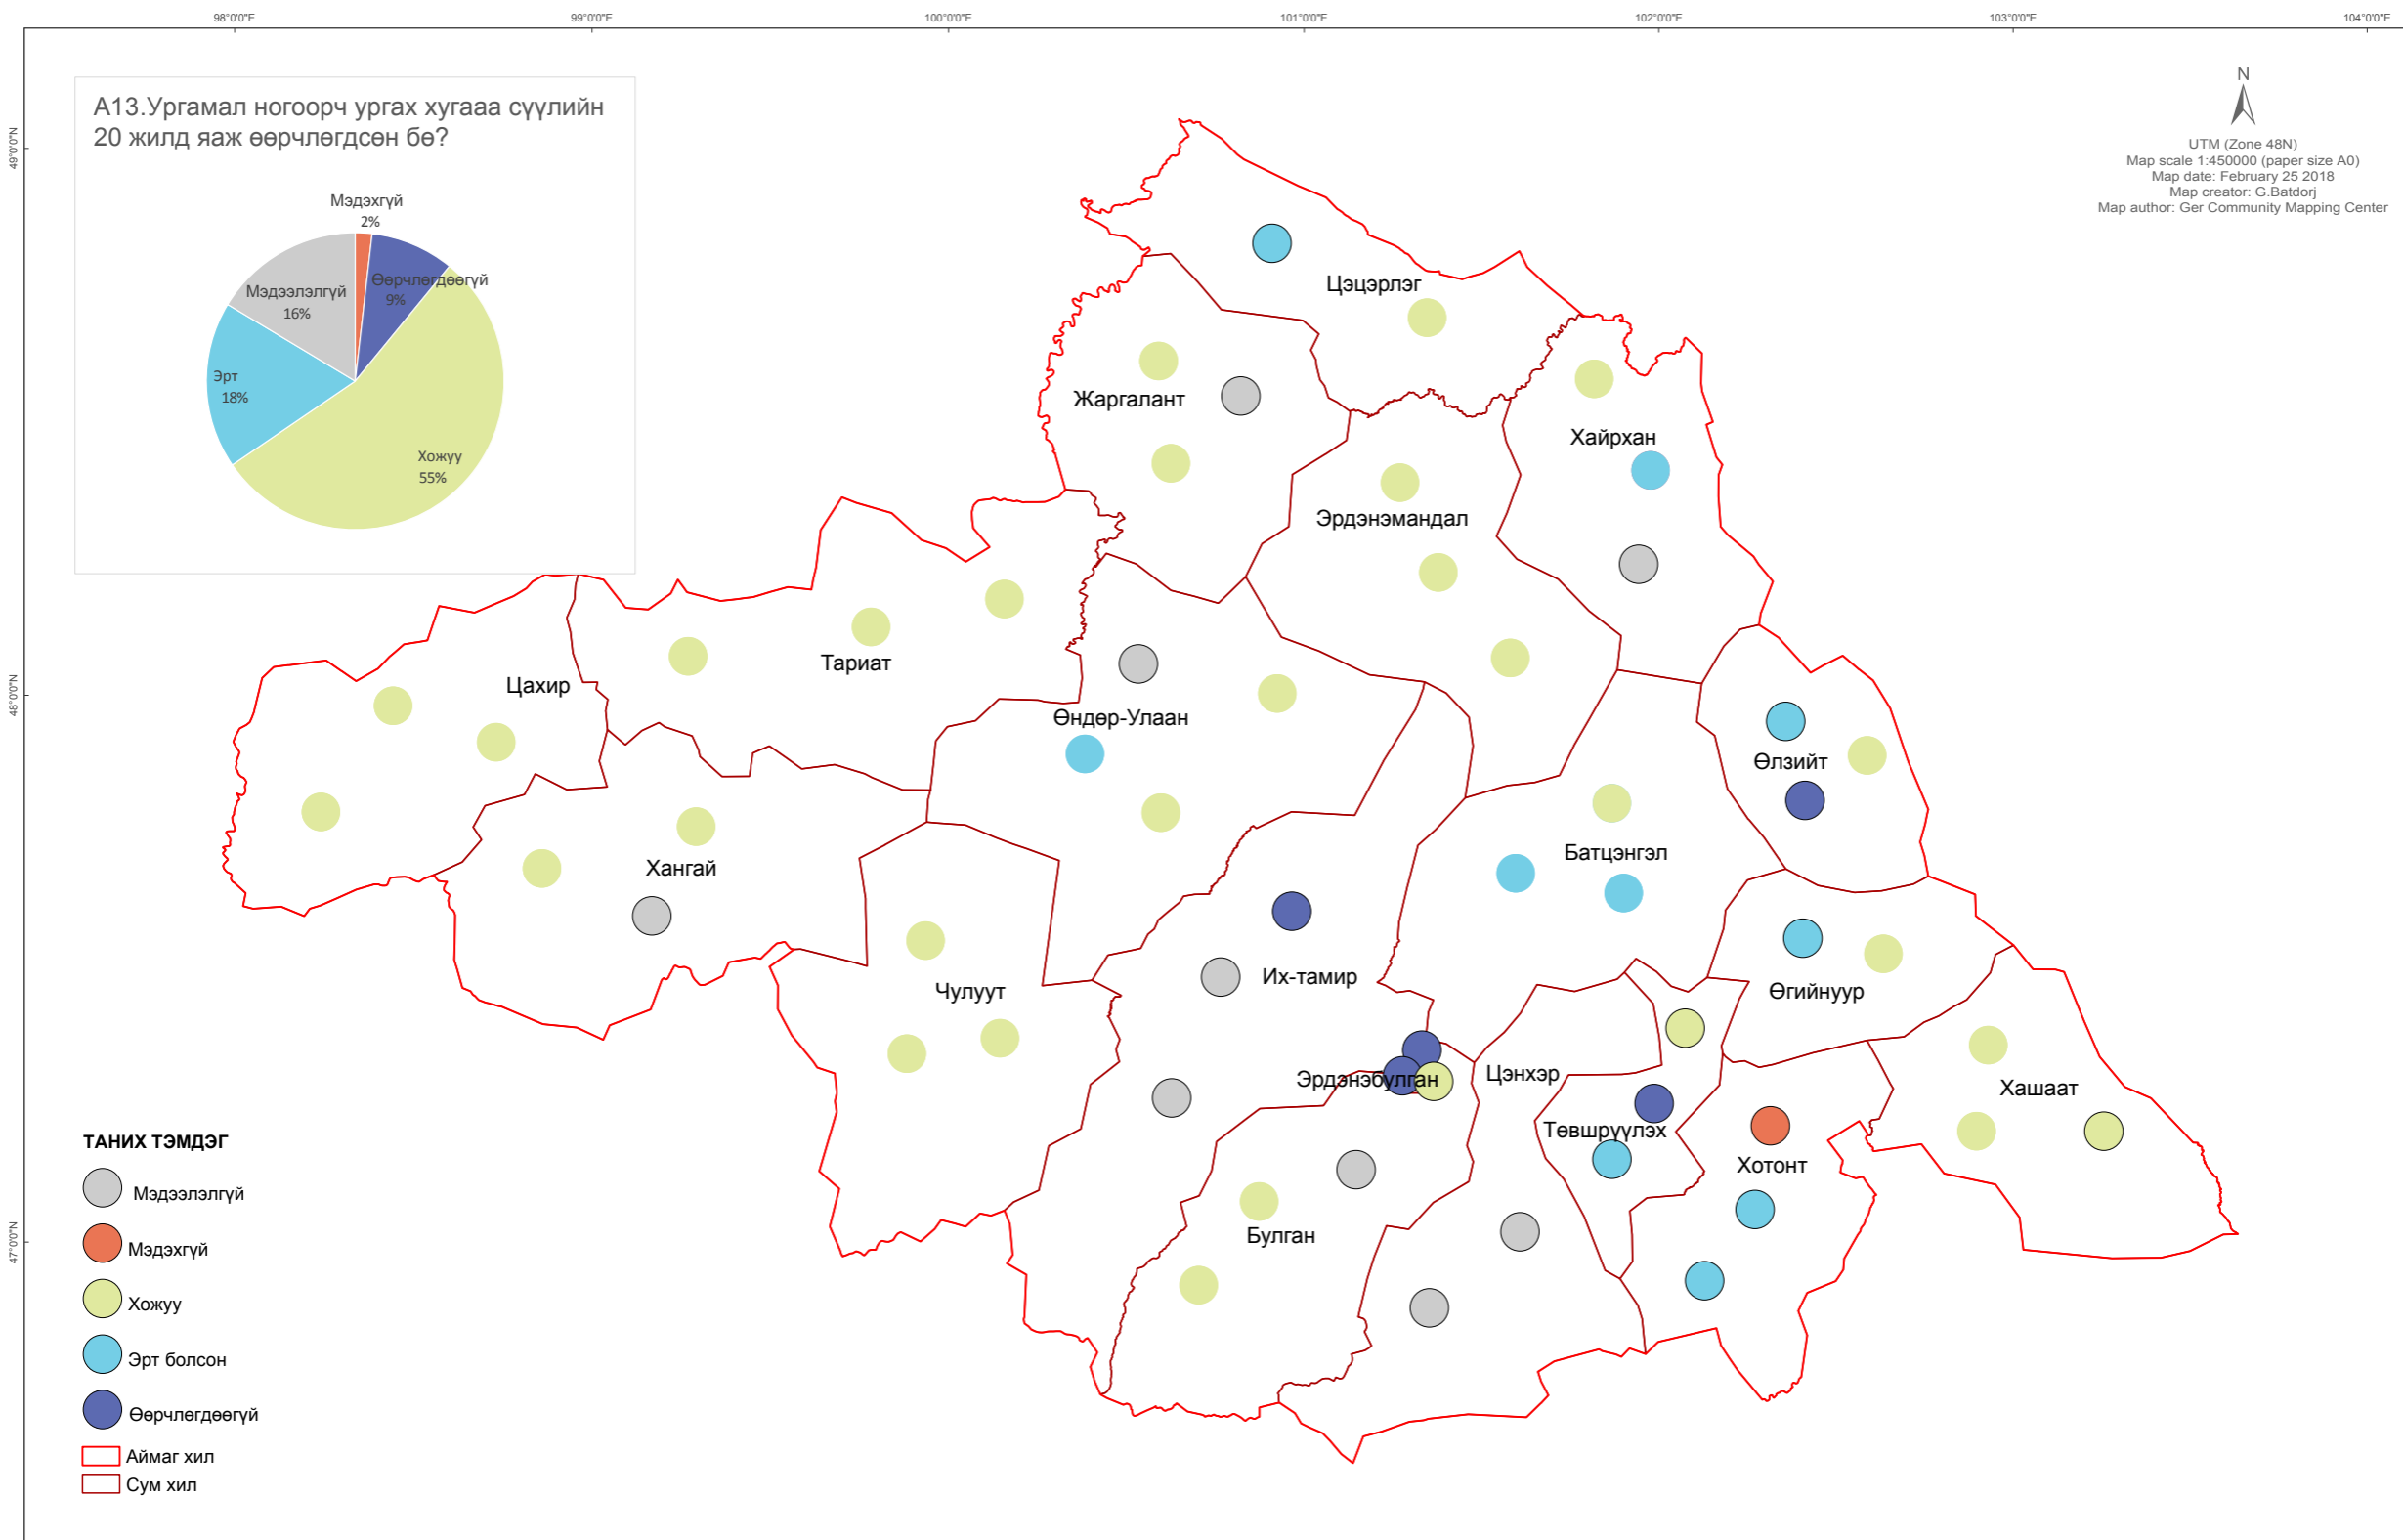 98°0'0"E
99°0'0"E
100°0'0"E
101°0'0"E
102°0'0"E
103°0'0"E
104°0'0"E
49°0'0"N
48°0'0"N
47°0'0"N
А13.Ургамал ногоорч ургах хугааа сүүлийн
20 жилд яаж өөрчлөгдсөн бө?
Мэдэхгүй
2%
Өөрчлөгдөөгүй
9%
Мэдээлэлгүй
16%
Эрт
18%
Хожуу
55%
N
UTM (Zone 48N)
Map scale 1:450000 (paper size A0)
Map date: February 25 2018
Map creator: G.Batdorj
Map author: Ger Community Mapping Center
Цэцэрлэг
Жаргалант
Хайрхан
Эрдэнэмандал
Тариат
Цахир
Өндөр-Улаан
Өлзийт
Батцэнгэл
Хангай
Их-тамир
Чулуут
Өгийнуур
Эрдэнэбулган
Цэнхэр
Хашаат
Төвшрүүлэх
Хотонт
Булган
ТАНИХ ТЭМДЭГ
Мэдээлэлгүй
Мэдэхгүй
Хожуу
Эрт болсон
Өөрчлөгдөөгүй
Аймаг хил
Сум хил